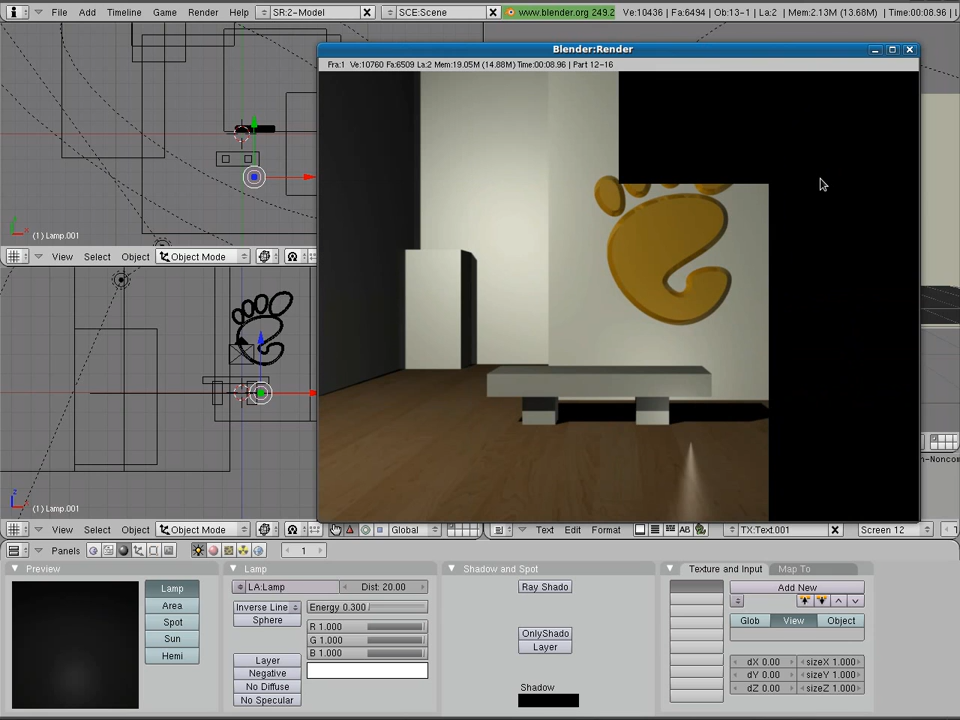 File Add Timeline Game Render Help SR:2-Model SCE:Scene www.blender.org 249.2 Ve:10436 | Fa:6494 | Ob:13-1 | La:2 | Mem:2.13M (13.68M) | Time:00:08.96 |
Blender:Render
Fra:1 Ve:10760 Fa:6509 La:2 Mem:19.05M (14.88M) Time:00:08.96 | Part 12-16
(1) Lamp.001
View Select Object Object Mode
(1) Lamp.001
View Select Object Object Mode Global Text Edit Format AB TX:Text.001 Screen 12
Panels 1
Preview
Lamp
Area
Spot
Sun
Hemi
Lamp
LA:Lamp Dist: 20.00
Inverse Line Energy 0.300
Sphere
R 1.000
G 1.000
B 1.000
Layer
Negative
No Diffuse
No Specular
Shadow and Spot
Ray Shado
OnlyShado
Layer
Shadow
Texture and Input Map To
Add New
Glob View Object
dX 0.00 sizeX 1.000
dY 0.00 sizeY 1.000
dZ 0.00 sizeZ 1.000